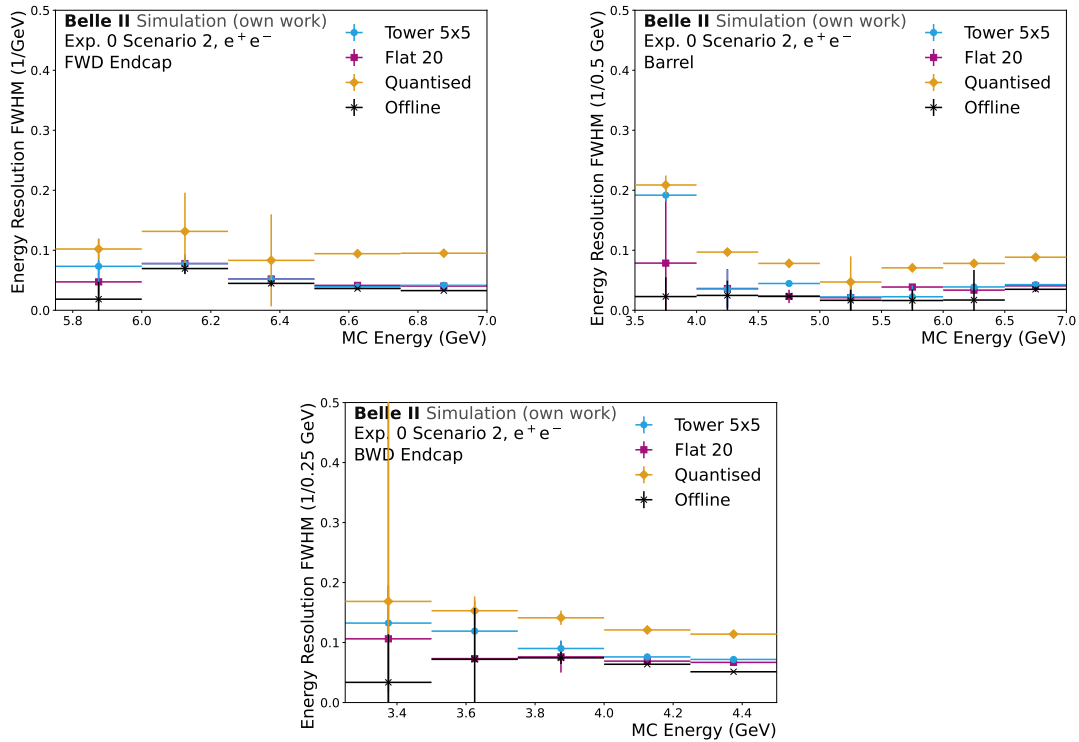 Energy Resolution FWHM (1/GeV)
0.5
0.4
0.3
0.2
0.1
0.0
Belle II Simulation (own work)
Exp. 0 Scenario 2, e⁺e⁻
FWD Endcap
Tower 5x5
Flat 20
Quantised
Offline
5.8 6.0 6.2 6.4 6.6 6.8 7.0
MC Energy (GeV)
Energy Resolution FWHM (1/0.5 GeV)
0.5
0.4
0.3
0.2
0.1
0.0
Belle II Simulation (own work)
Exp. 0 Scenario 2, e⁺e⁻
Barrel
Tower 5x5
Flat 20
Quantised
Offline
3.5 4.0 4.5 5.0 5.5 6.0 6.5 7.0
MC Energy (GeV)
Energy Resolution FWHM (1/0.25 GeV)
0.5
0.4
0.3
0.2
0.1
0.0
Belle II Simulation (own work)
Exp. 0 Scenario 2, e⁺e⁻
BWD Endcap
Tower 5x5
Flat 20
Quantised
Offline
3.4 3.6 3.8 4.0 4.2 4.4
MC Energy (GeV)